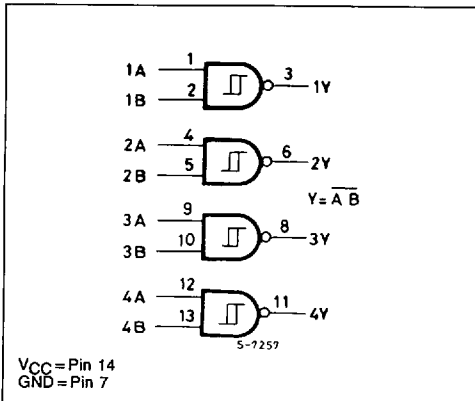 1A 1 3 1Y
1B 2
2A 4 6 2Y
2B 5
Y = A B
3A 9 8 3Y
3B 10
4A 12 11 4Y
4B 13
S-7257
VCC = Pin 14
GND = Pin 7